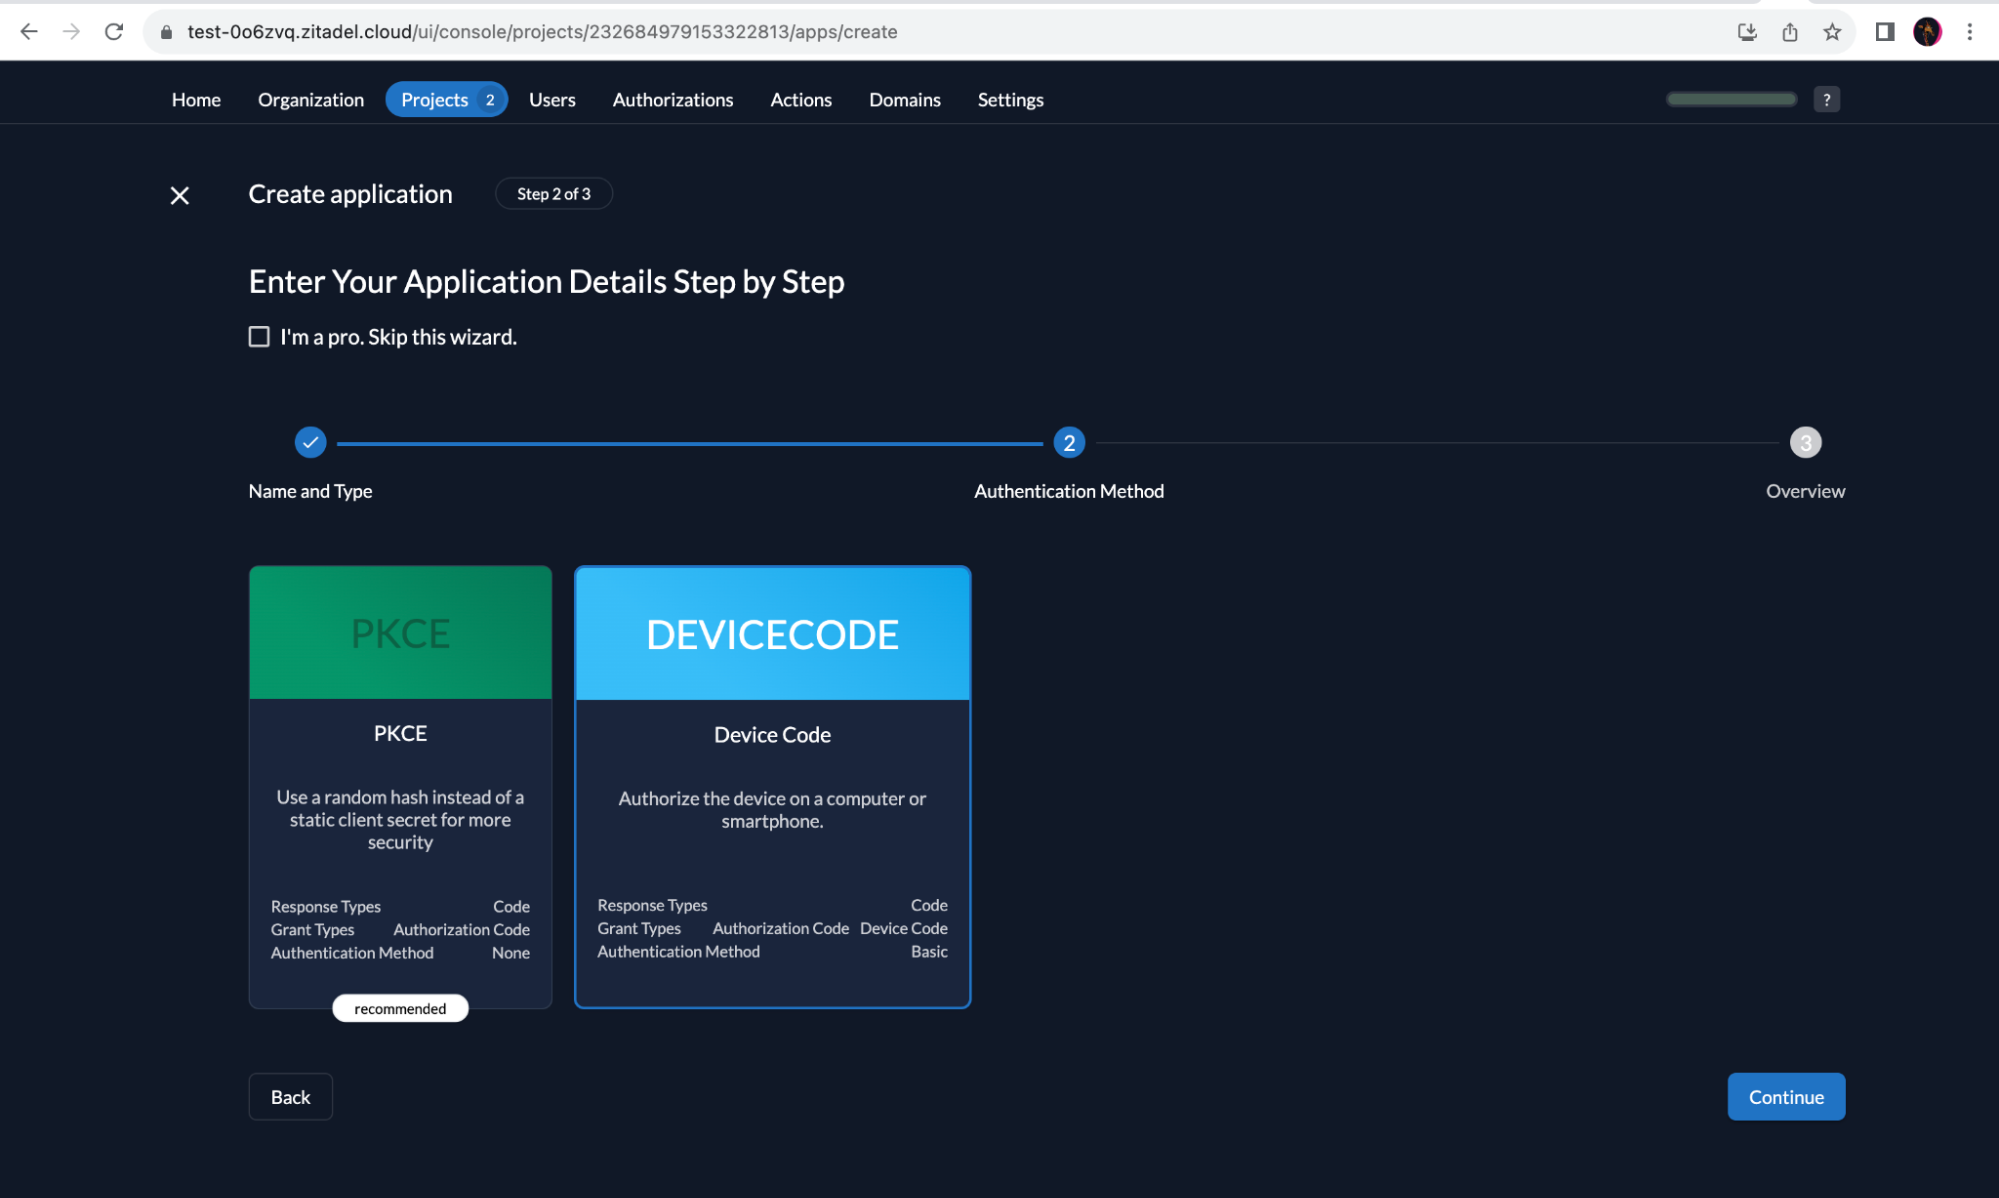 test-0o6zvq.zitadel.cloud/ui/console/projects/232684979153322813/apps/create
Home Organization Projects 2 Users Authorizations Actions Domains Settings ?
Create application Step 2 of 3
Enter Your Application Details Step by Step
I'm a pro. Skip this wizard.
2 3
Name and Type Authentication Method Overview
PKCE
PKCE
Use a random hash instead of a
static client secret for more
security
Response Types Code
Grant Types Authorization Code
Authentication Method None
recommended
DEVICECODE
Device Code
Authorize the device on a computer or
smartphone.
Response Types Code
Grant Types Authorization Code Device Code
Authentication Method Basic
Back Continue